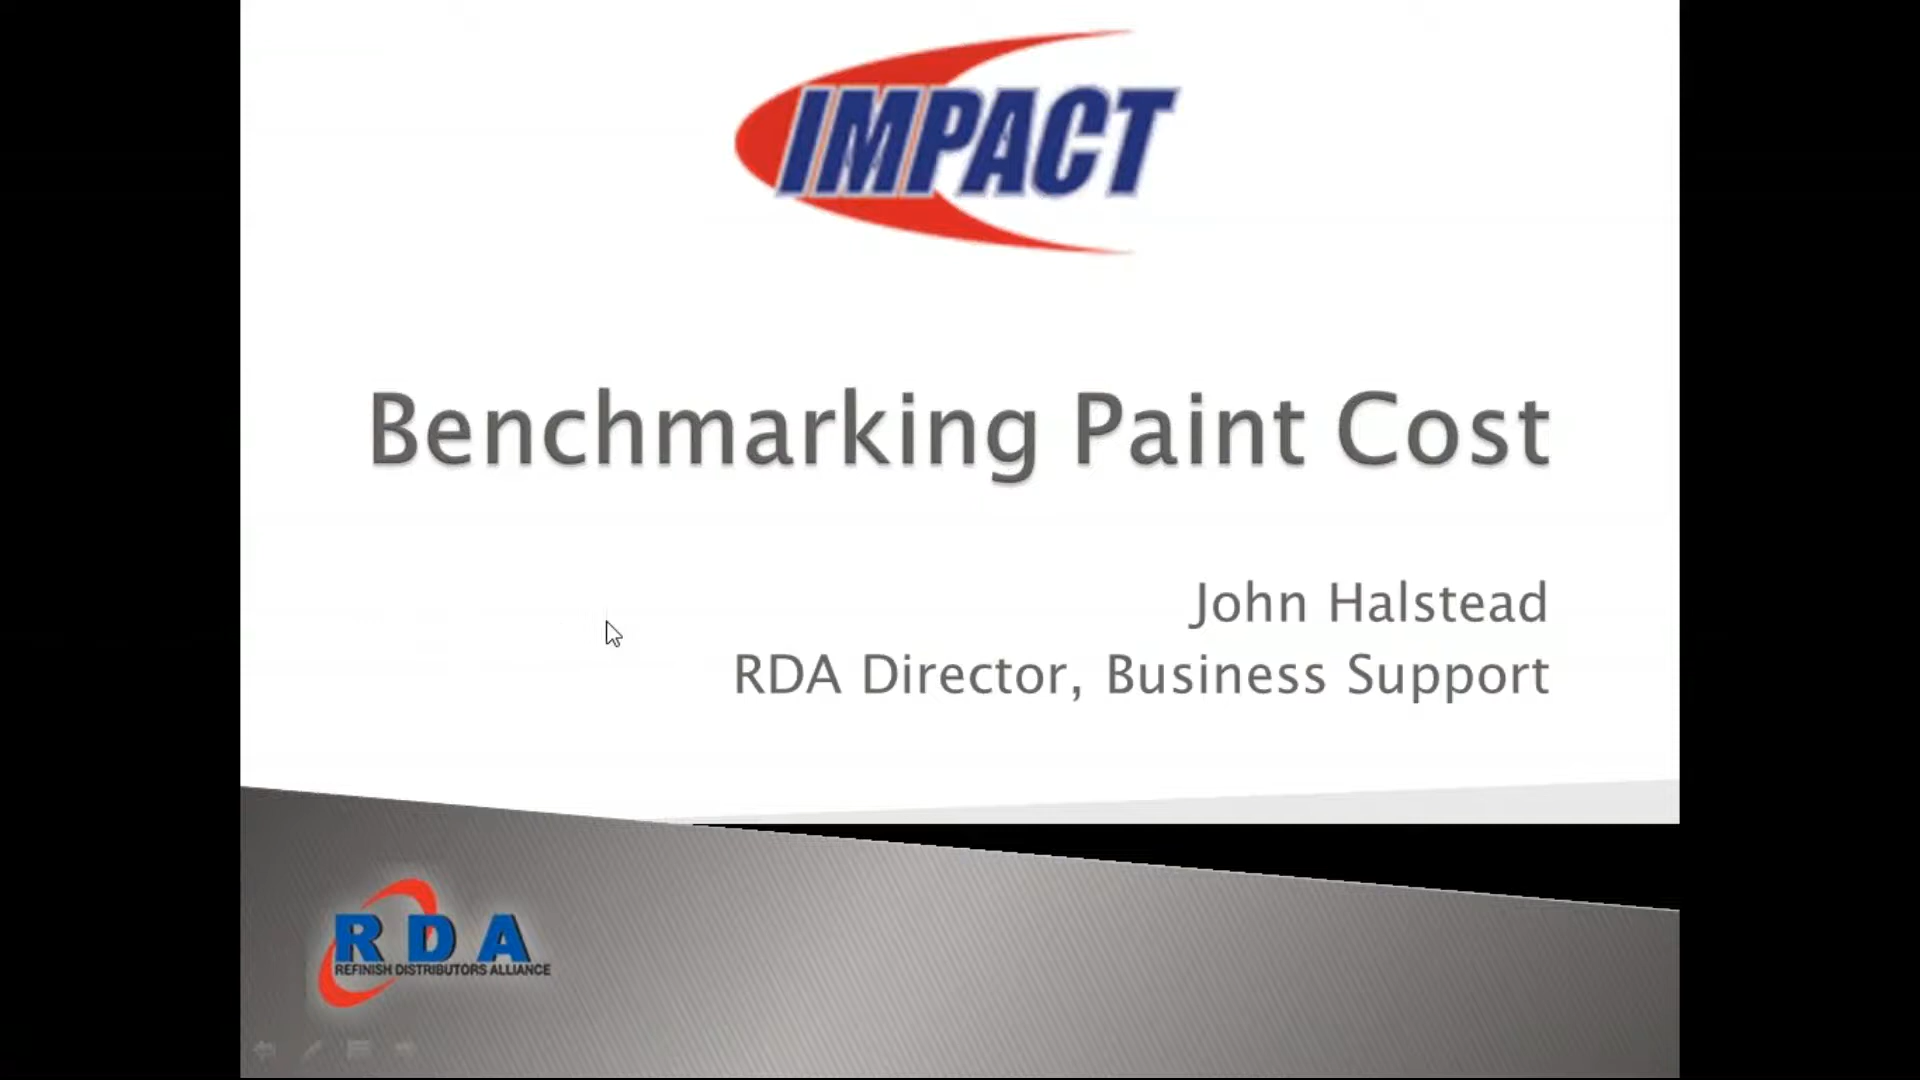 IMPACT
Benchmarking Paint Cost
John Halstead
RDA Director, Business Support
RDA
REFINISH DISTRIBUTORS ALLIANCE